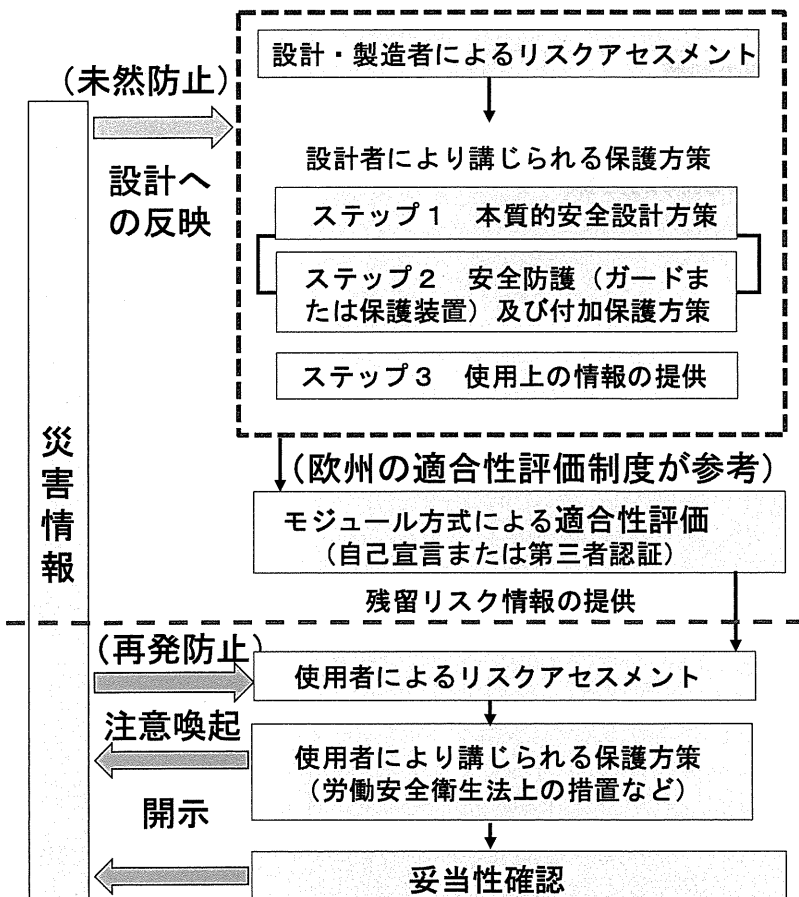 設計・製造者によるリスクアセスメント
(未然防止)
設計者により講じられる保護方策
設計へ
の反映
ステップ1 本質的安全設計方策
ステップ2 安全防護(ガードま
たは保護装置)及び付加保護方策
ステップ3 使用上の情報の提供
災害情報
(欧州の適合性評価制度が参考)
モジュール方式による適合性評価
(自己宣言または第三者認証)
残留リスク情報の提供
(再発防止)
使用者によるリスクアセスメント
注意喚起
使用者により講じられる保護方策
(労働安全衛生法上の措置など)
開示
妥当性確認